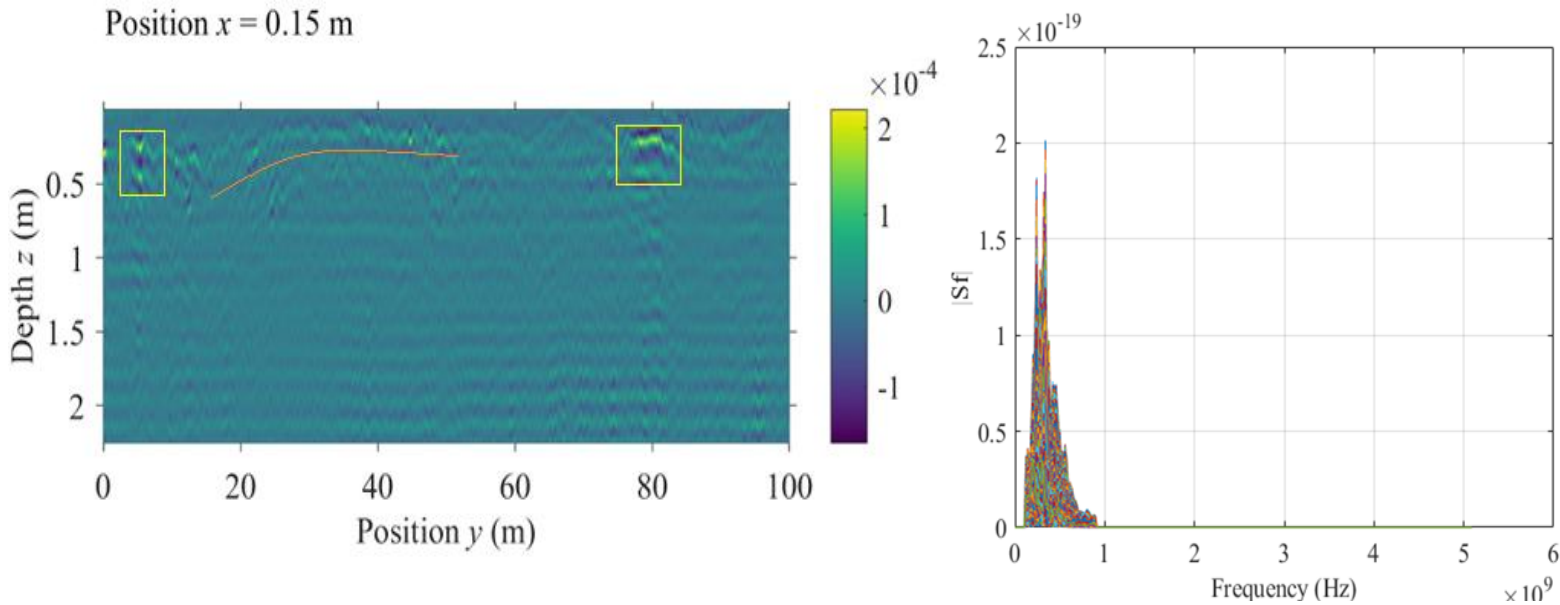 Position x = 0.15 m
×10-4
2
1
0
-1
0.5
1
1.5
2
Depth z (m)
0 20 40 60 80 100
Position y (m)
×10-19
2.5
2
1.5
1
0.5
0
|Sf|
0 1 2 3 4 5 6
Frequency (Hz)
×109